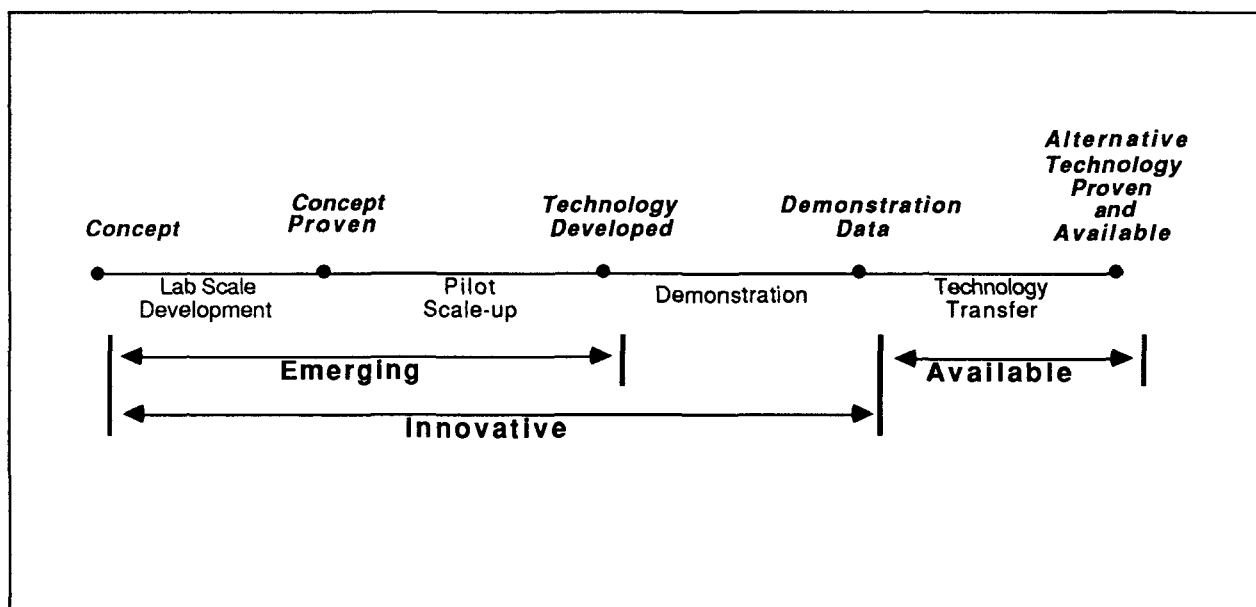 Concept
Concept
Proven
Technology
Developed
Demonstration
Data
Alternative
Technology
Proven
and
Available
Lab Scale
Development
Pilot
Scale-up
Demonstration
Technology
Transfer
Emerging
Available
Innovative